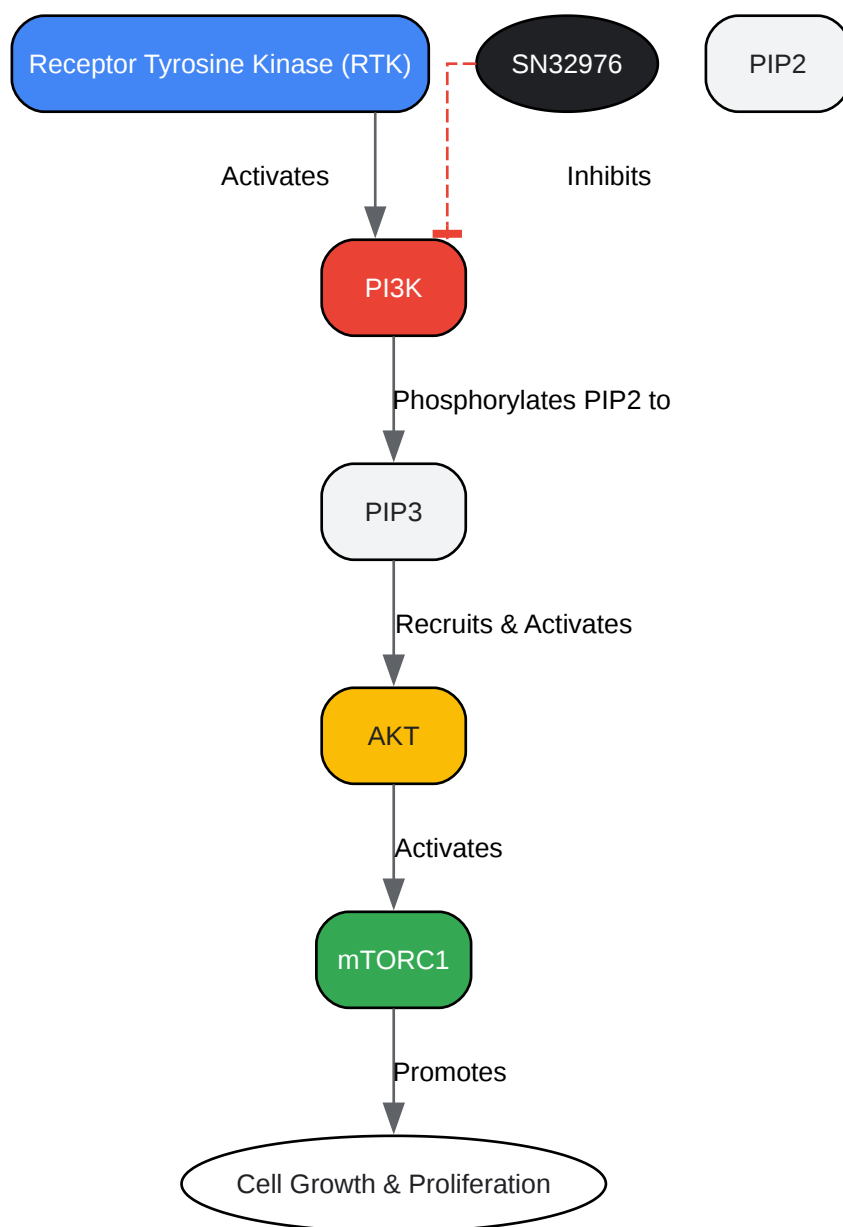 Receptor Tyrosine Kinase (RTK)
SN32976
PIP2
Activates
Inhibits
PI3K
Phosphorylates PIP2 to
PIP3
Recruits & Activates
AKT
Activates
mTORC1
Promotes
Cell Growth & Proliferation